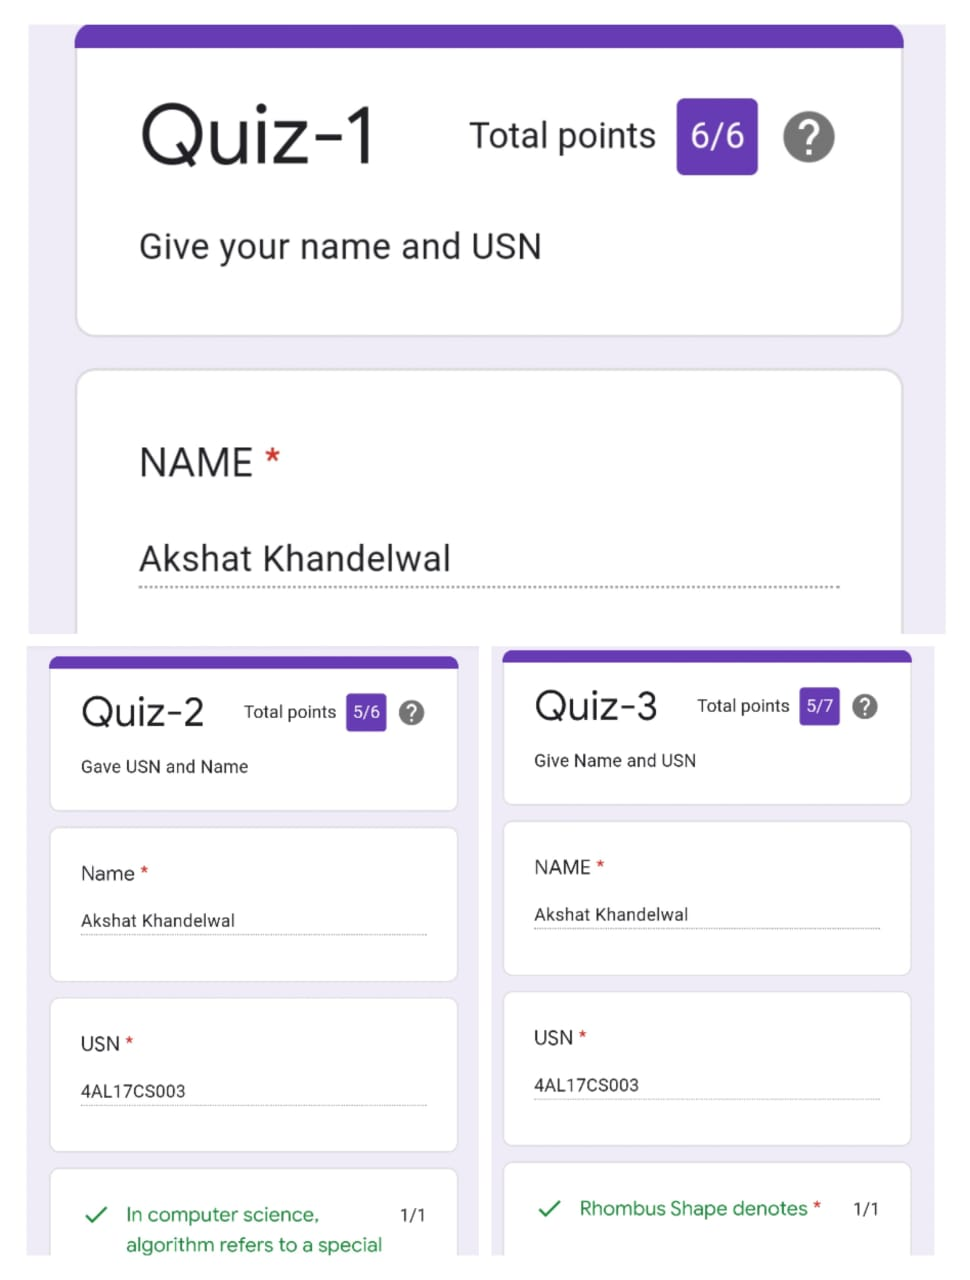 Quiz-1 Total points 6/6 ?
Give your name and USN
NAME *
Akshat Khandelwal
Quiz-2 Total points 5/6 ?
Gave USN and Name
Name *
Akshat Khandelwal
USN *
4AL17CS003
In computer science, 1/1
algorithm refers to a special
Quiz-3 Total points 5/7 ?
Give Name and USN
NAME *
Akshat Khandelwal
USN *
4AL17CS003
Rhombus Shape denotes * 1/1